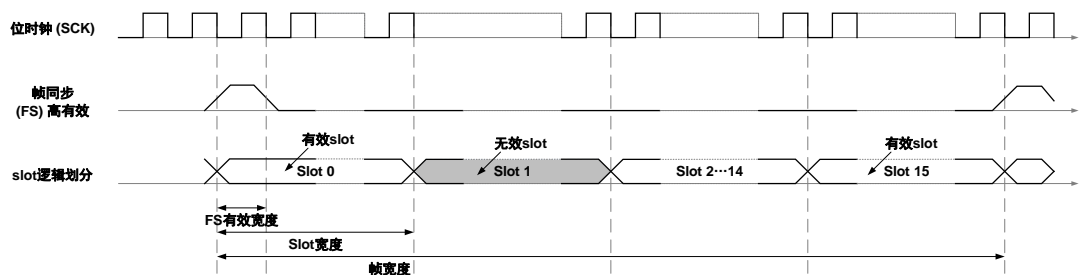 位时钟 (SCK)
帧同步
(FS) 高有效
有效slot
无效slot
有效slot
slot逻辑划分
Slot 0
Slot 1
Slot 2…14
Slot 15
FS有效宽度
Slot宽度
帧宽度